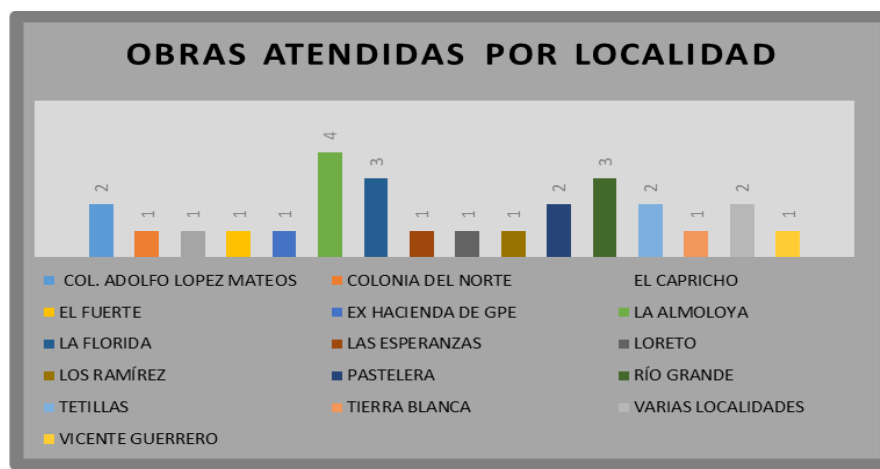 OBRAS ATENDIDAS POR LOCALIDAD
2 1 1 1 1 4 3 1 1 1 2 3 2 1 2 1
COL. ADOLFO LOPEZ MATEOS COLONIA DEL NORTE EL CAPRICHO
EL FUERTE EX HACIENDA DE GPE LA ALMOLOYA
LA FLORIDA LAS ESPERANZAS LORETO
LOS RAMÍREZ PASTELERA RÍO GRANDE
TETILLAS TIERRA BLANCA VARIAS LOCALIDADES
VICENTE GUERRERO